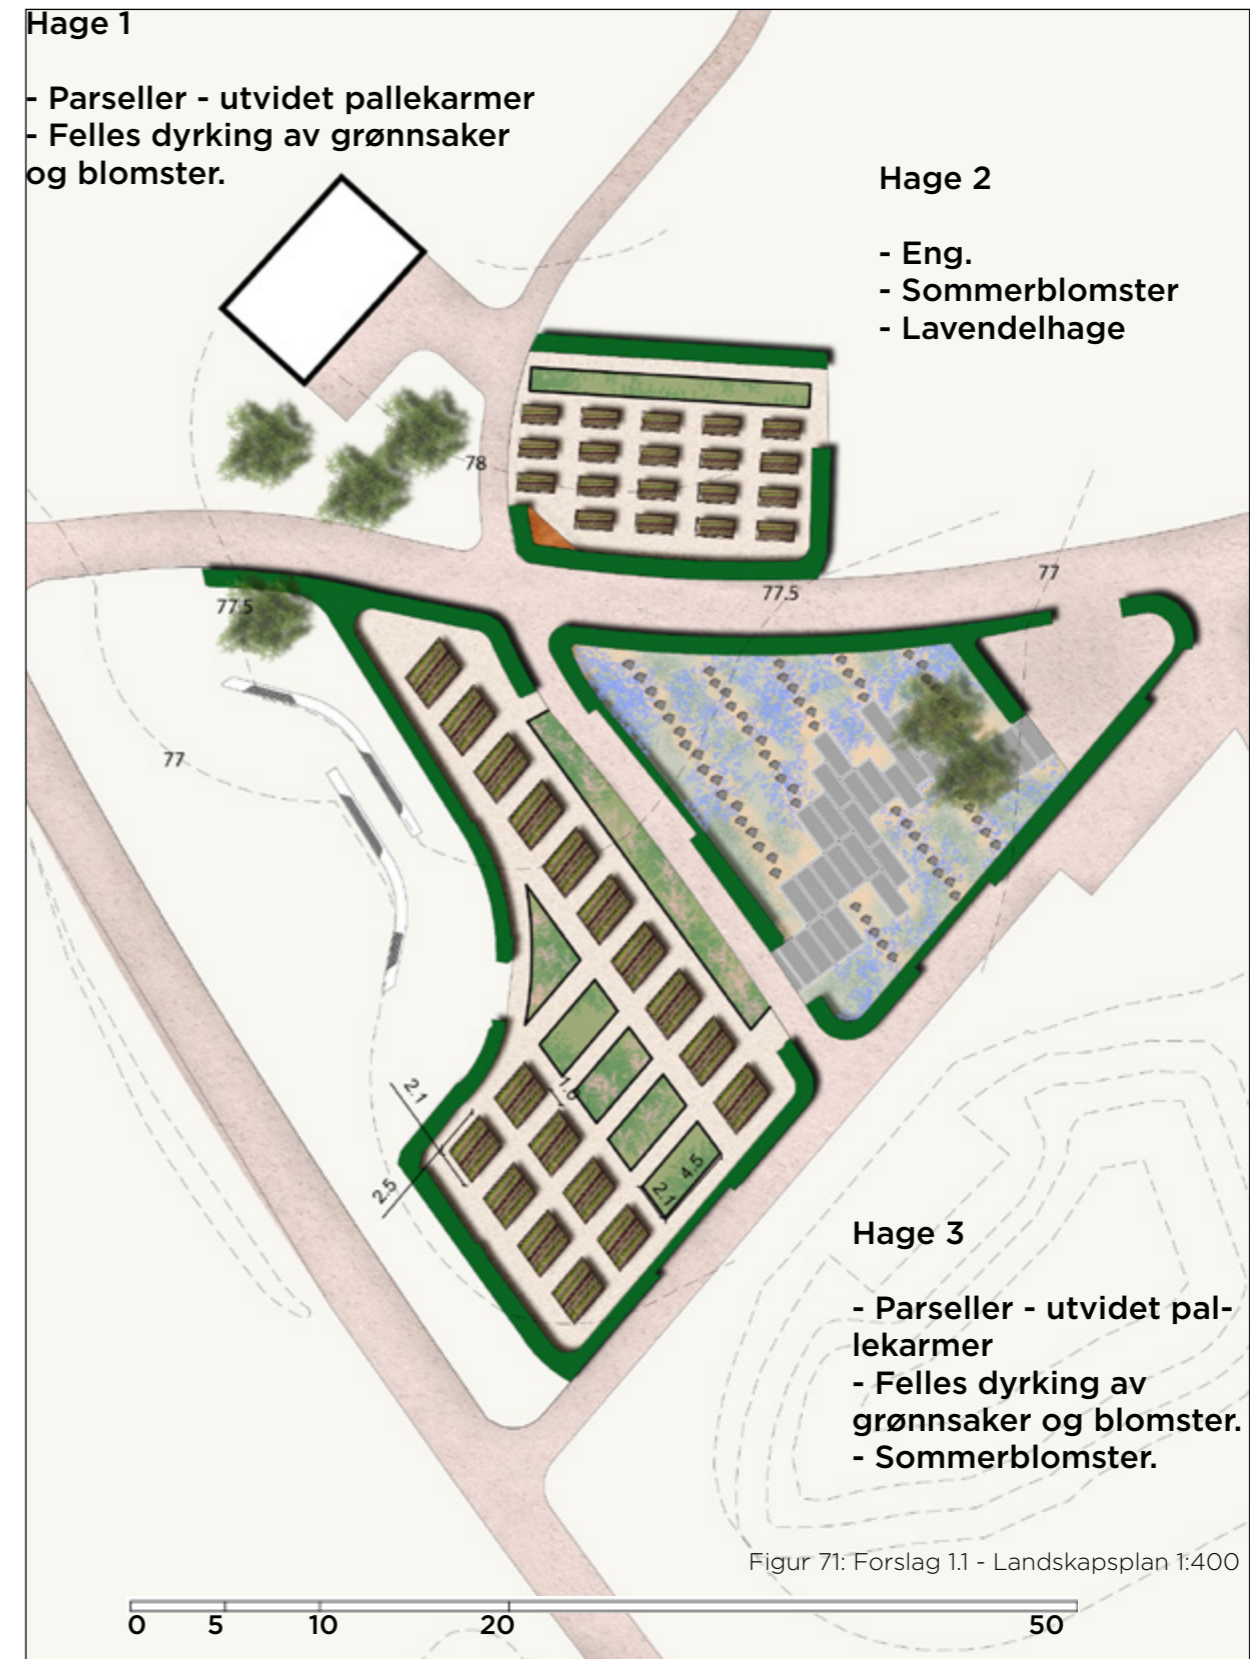 Hage 1
- Parseller - utvidet pallekarmer
- Felles dyrking av grønnsaker
og blomster.
Hage 2
- Eng.
- Sommerblomster
- Lavendelhage
78
77.5
77
77.5
77
2.1
1.6
2.5
4.5
2.1
Hage 3
- Parseller - utvidet pal-
lekarmer
- Felles dyrking av
grønnsaker og blomster.
- Sommerblomster.
Figur 71: Forslag 1.1 - Landskapsplan 1:400
0 5 10 20 50